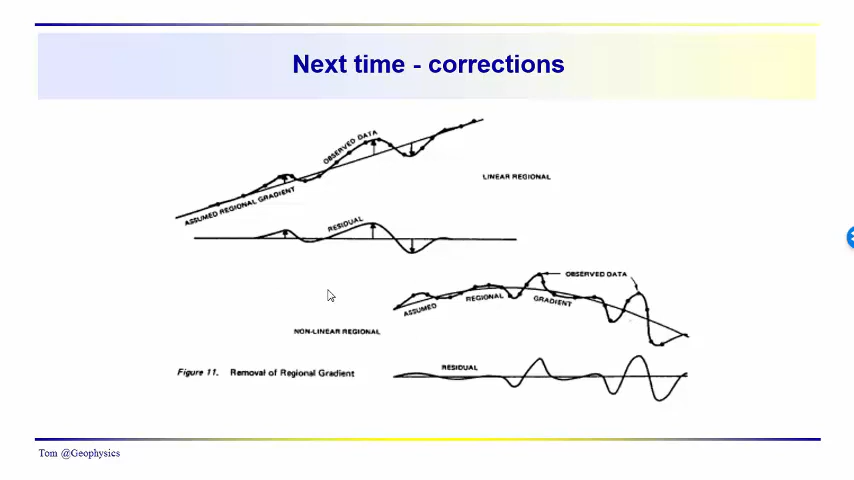 Next time - corrections
OBSERVED DATA
ASSUMED REGIONAL GRADIENT
LINEAR REGIONAL
RESIDUAL
OBSERVED DATA
ASSUMED REGIONAL GRADIENT
NON-LINEAR REGIONAL
RESIDUAL
Figure 11. Removal of Regional Gradient
Tom @Geophysics